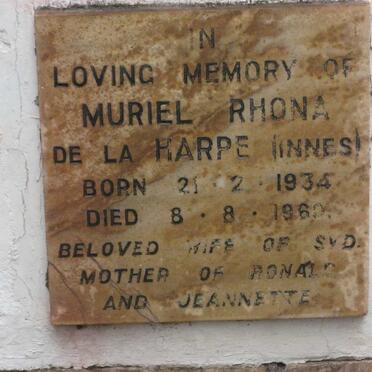 IN
LOVING MEMORY OF
MURIEL RHONA
DE LA HARPE (INNES)
BORN 21 · 2 · 1934
DIED 8 · 8 · 1969.
BELOVED WIFE OF SYD.
MOTHER OF RONALD
AND JEANNETTE